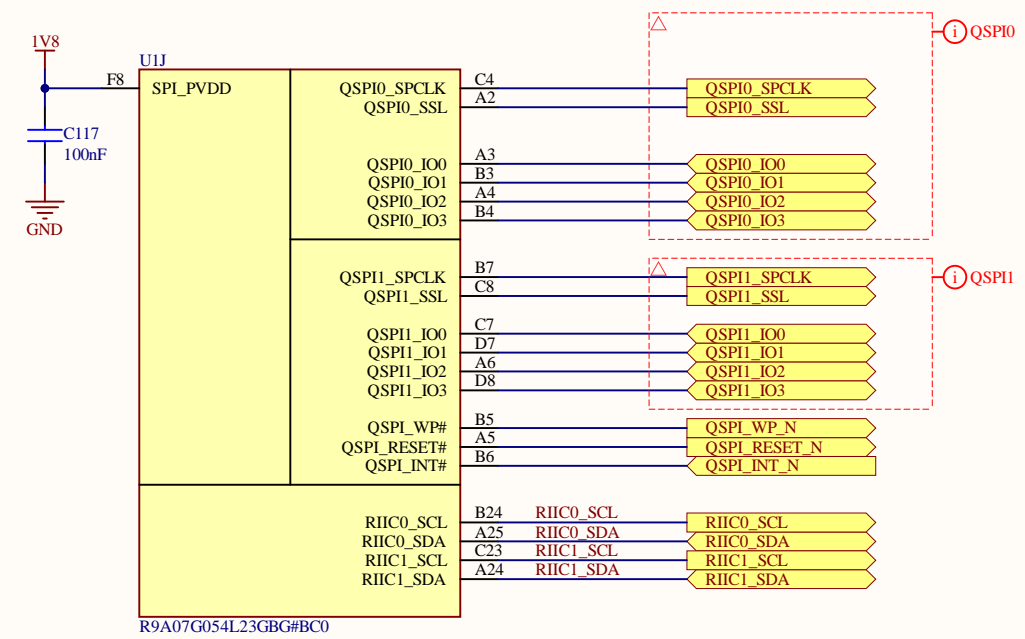 1V8
U1J
F8
SPI_PVDD
C117
100nF
GND
QSPI0_SPCLK C4 QSPI0_SPCLK
QSPI0_SSL A2 QSPI0_SSL
QSPI0_IO0 A3 QSPI0_IO0
QSPI0_IO1 B3 QSPI0_IO1
QSPI0_IO2 A4 QSPI0_IO2
QSPI0_IO3 B4 QSPI0_IO3
i QSPI0
QSPI1_SPCLK B7 QSPI1_SPCLK
QSPI1_SSL C8 QSPI1_SSL
QSPI1_IO0 C7 QSPI1_IO0
QSPI1_IO1 D7 QSPI1_IO1
QSPI1_IO2 A6 QSPI1_IO2
QSPI1_IO3 D8 QSPI1_IO3
i QSPI1
QSPI_WP# B5 QSPI_WP_N
QSPI_RESET# A5 QSPI_RESET_N
QSPI_INT# B6 QSPI_INT_N
RIIC0_SCL B24 RIIC0_SCL RIIC0_SCL
RIIC0_SDA A25 RIIC0_SDA RIIC0_SDA
RIIC1_SCL C23 RIIC1_SCL RIIC1_SCL
RIIC1_SDA A24 RIIC1_SDA RIIC1_SDA
R9A07G054L23GBG#BC0